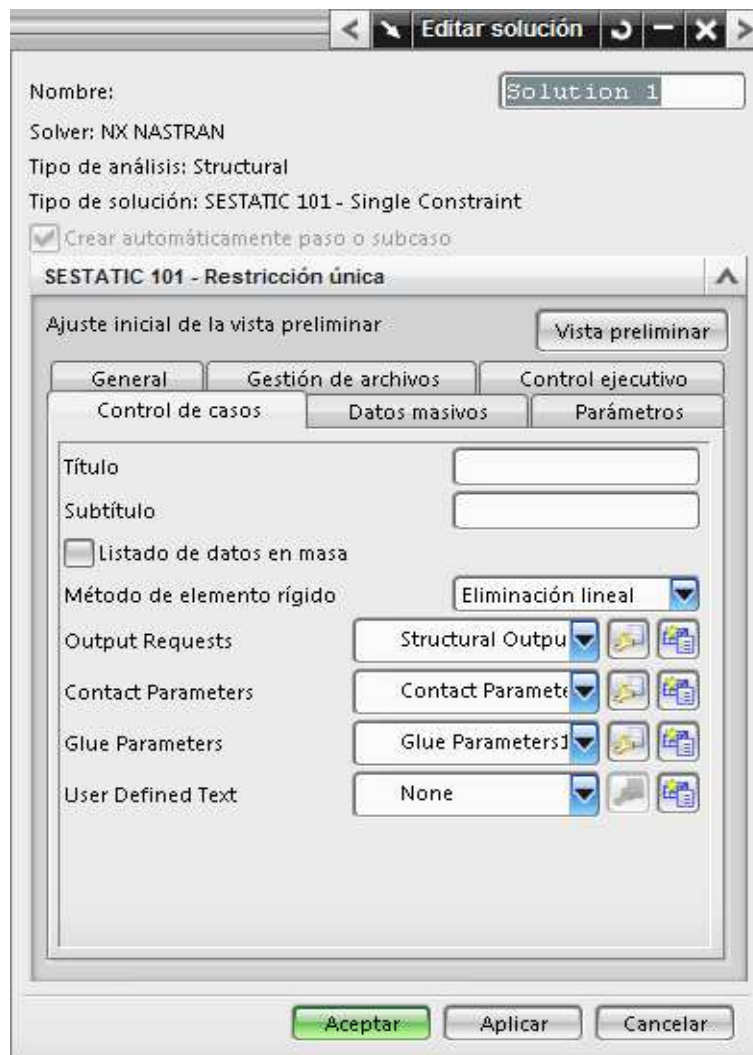 Editar solución
Nombre: Solution 1
Solver: NX NASTRAN
Tipo de análisis: Structural
Tipo de solución: SESTATIC 101 - Single Constraint
Crear automáticamente paso o subcaso
SESTATIC 101 - Restricción única
Ajuste inicial de la vista preliminar Vista preliminar
General Gestión de archivos Control ejecutivo
Control de casos Datos masivos Parámetros
Título
Subtítulo
Listado de datos en masa
Método de elemento rígido Eliminación lineal
Output Requests Structural Outpu
Contact Parameters Contact Paramete
Glue Parameters Glue Parameters1
User Defined Text None
Aceptar Aplicar Cancelar